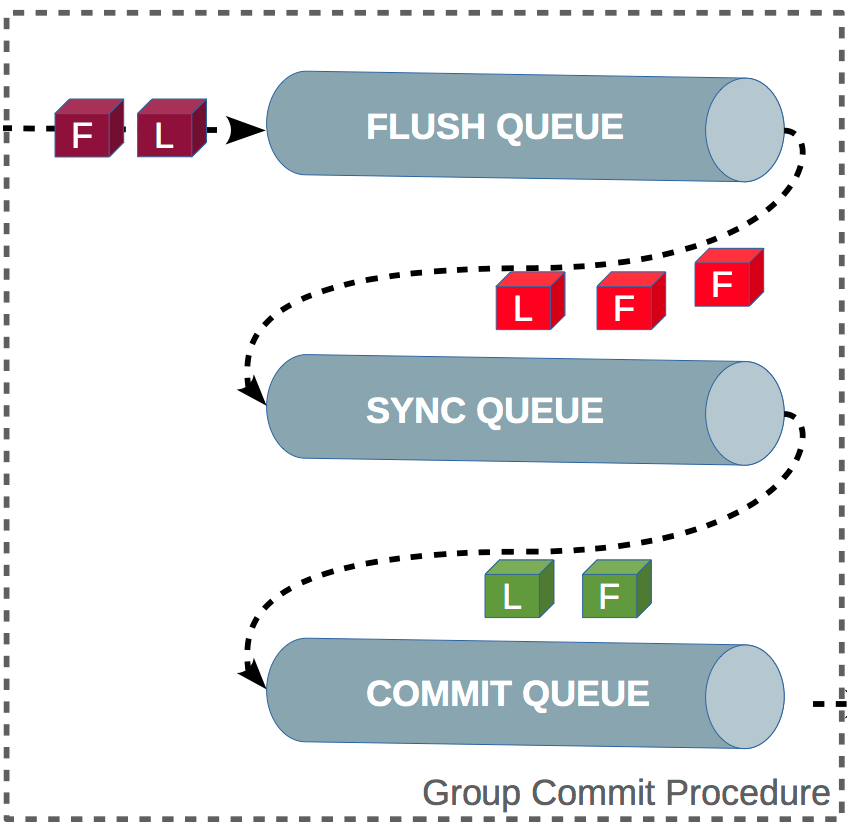 F L
FLUSH QUEUE
L F F
SYNC QUEUE
L F
COMMIT QUEUE
Group Commit Procedure